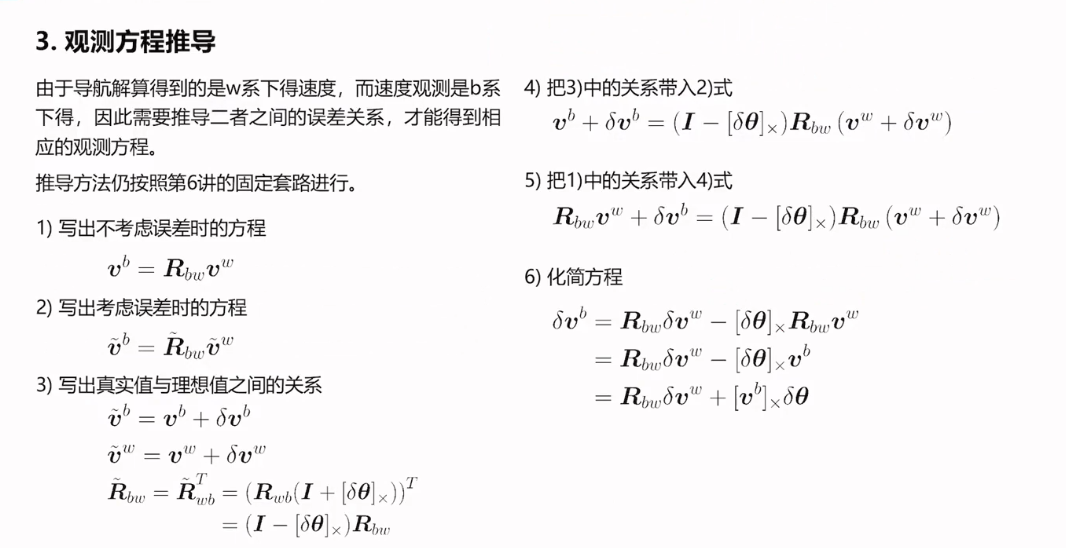 3. 观测方程推导
由于导航解算得到的是w系下得速度，而速度观测是b系
下得，因此需要推导二者之间的误差关系，才能得到相
应的观测方程。
推导方法仍按照第6讲的固定套路进行。
1) 写出不考虑误差时的方程
$\boldsymbol{v}^b = \boldsymbol{R}_{bw}\boldsymbol{v}^w$
2) 写出考虑误差时的方程
$\tilde{\boldsymbol{v}}^b = \tilde{\boldsymbol{R}}_{bw}\tilde{\boldsymbol{v}}^w$
3) 写出真实值与理想值之间的关系
$\tilde{\boldsymbol{v}}^b = \boldsymbol{v}^b + \delta\boldsymbol{v}^b$
$\tilde{\boldsymbol{v}}^w = \boldsymbol{v}^w + \delta\boldsymbol{v}^w$
$\tilde{\boldsymbol{R}}_{bw} = \tilde{\boldsymbol{R}}_{wb}^T = (\boldsymbol{R}_{wb}(\boldsymbol{I} + [\delta\boldsymbol{\theta}]_\times))^T$
$= (\boldsymbol{I} - [\delta\boldsymbol{\theta}]_\times)\boldsymbol{R}_{bw}$
4) 把3)中的关系带入2)式
$\boldsymbol{v}^b + \delta\boldsymbol{v}^b = (\boldsymbol{I} - [\delta\boldsymbol{\theta}]_\times)\boldsymbol{R}_{bw}(\boldsymbol{v}^w + \delta\boldsymbol{v}^w)$
5) 把1)中的关系带入4)式
$\boldsymbol{R}_{bw}\boldsymbol{v}^w + \delta\boldsymbol{v}^b = (\boldsymbol{I} - [\delta\boldsymbol{\theta}]_\times)\boldsymbol{R}_{bw}(\boldsymbol{v}^w + \delta\boldsymbol{v}^w)$
6) 化简方程
$\delta\boldsymbol{v}^b = \boldsymbol{R}_{bw}\delta\boldsymbol{v}^w - [\delta\boldsymbol{\theta}]_\times\boldsymbol{R}_{bw}\boldsymbol{v}^w$
$= \boldsymbol{R}_{bw}\delta\boldsymbol{v}^w - [\delta\boldsymbol{\theta}]_\times\boldsymbol{v}^b$
$= \boldsymbol{R}_{bw}\delta\boldsymbol{v}^w + [\boldsymbol{v}^b]_\times\delta\boldsymbol{\theta}$